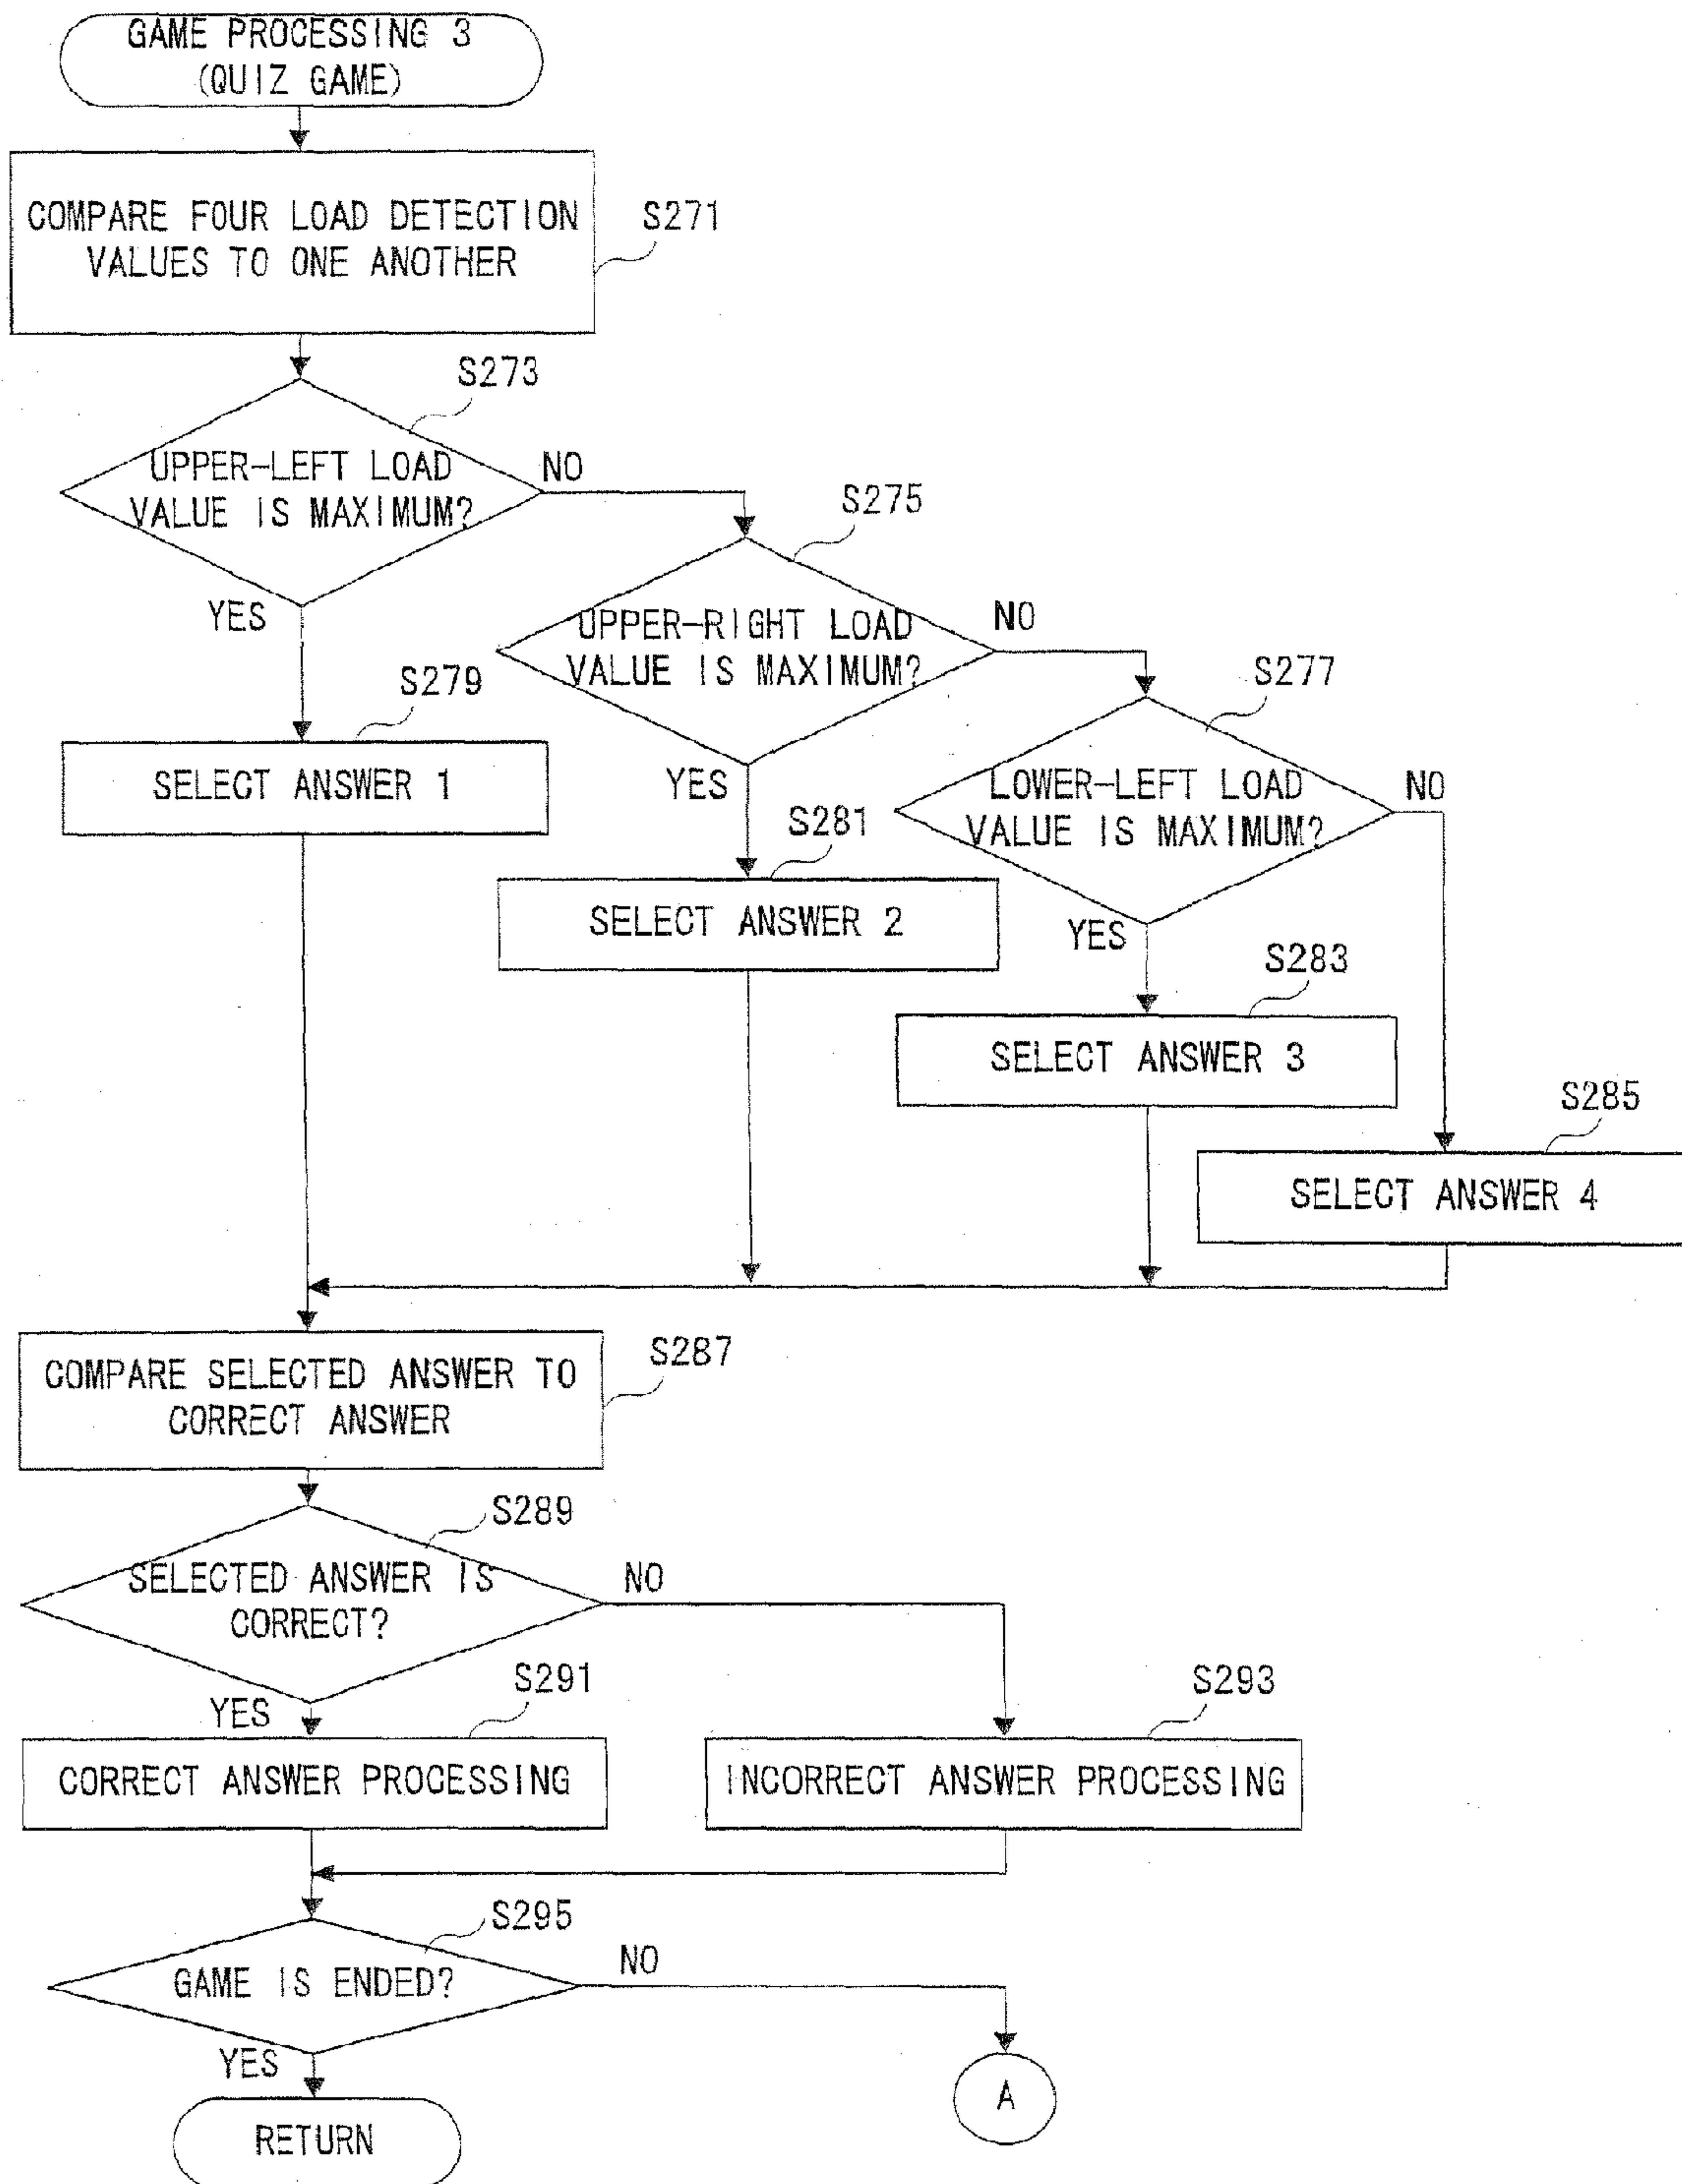 GAME PROCESSING 3
(QUIZ GAME)
COMPARE FOUR LOAD DETECTION
VALUES TO ONE ANOTHER
S271
S273
UPPER-LEFT LOAD
VALUE IS MAXIMUM?
NO
YES
S275
UPPER-RIGHT LOAD
VALUE IS MAXIMUM?
NO
YES
S277
LOWER-LEFT LOAD
VALUE IS MAXIMUM?
NO
YES
S279
SELECT ANSWER 1
S281
SELECT ANSWER 2
S283
SELECT ANSWER 3
S285
SELECT ANSWER 4
COMPARE SELECTED ANSWER TO
CORRECT ANSWER
S287
S289
SELECTED ANSWER IS
CORRECT?
NO
YES
S291
CORRECT ANSWER PROCESSING
S293
INCORRECT ANSWER PROCESSING
S295
GAME IS ENDED?
NO
YES
RETURN
A